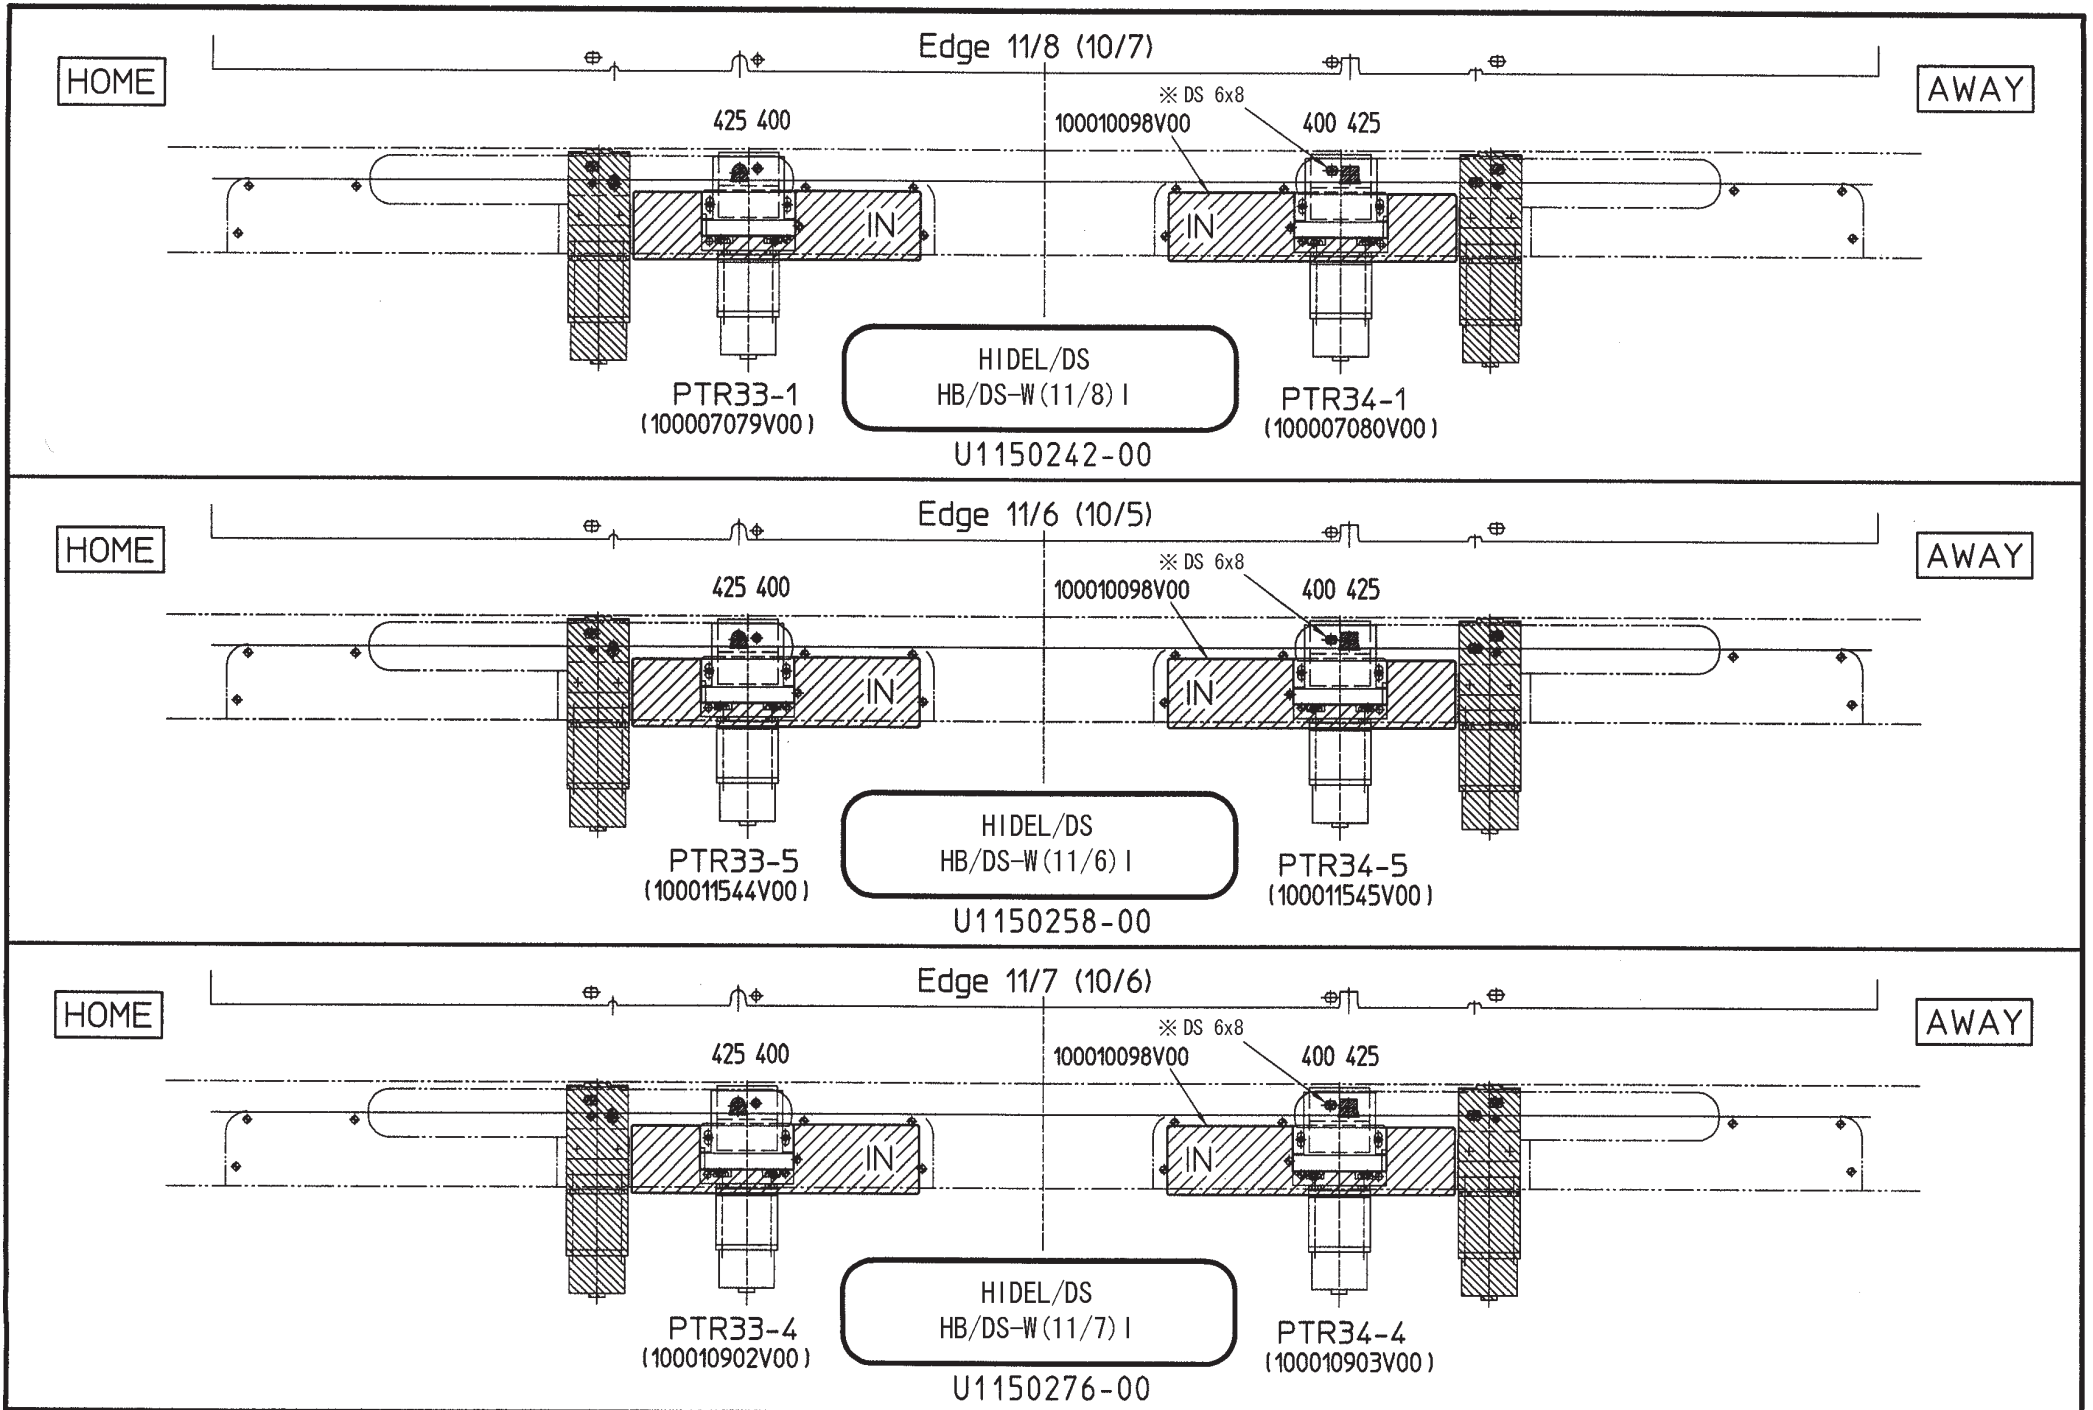 Edge 11/8 (10/7)
HOME
AWAY
※ DS 6x8
425 400
100010098V00
400 425
IN
IN
HIDEL/DS
HB/DS-W(11/8)I
PTR33-1
(100007079V00)
PTR34-1
(100007080V00)
U1150242-00
Edge 11/6 (10/5)
HOME
AWAY
※ DS 6x8
425 400
100010098V00
400 425
IN
IN
HIDEL/DS
HB/DS-W(11/6)I
PTR33-5
(100011544V00)
PTR34-5
(100011545V00)
U1150258-00
Edge 11/7 (10/6)
HOME
AWAY
※ DS 6x8
425 400
100010098V00
400 425
IN
IN
HIDEL/DS
HB/DS-W(11/7)I
PTR33-4
(100010902V00)
PTR34-4
(100010903V00)
U1150276-00